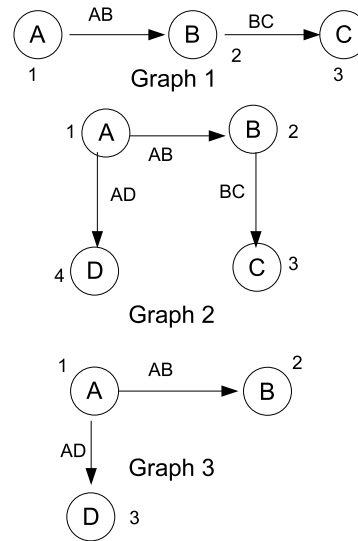 AB BC
A B C
1 2 3
Graph 1
1 A B 2
AB
AD BC
4 D C 3
Graph 2
1 AB 2
A B
AD
Graph 3
D 3